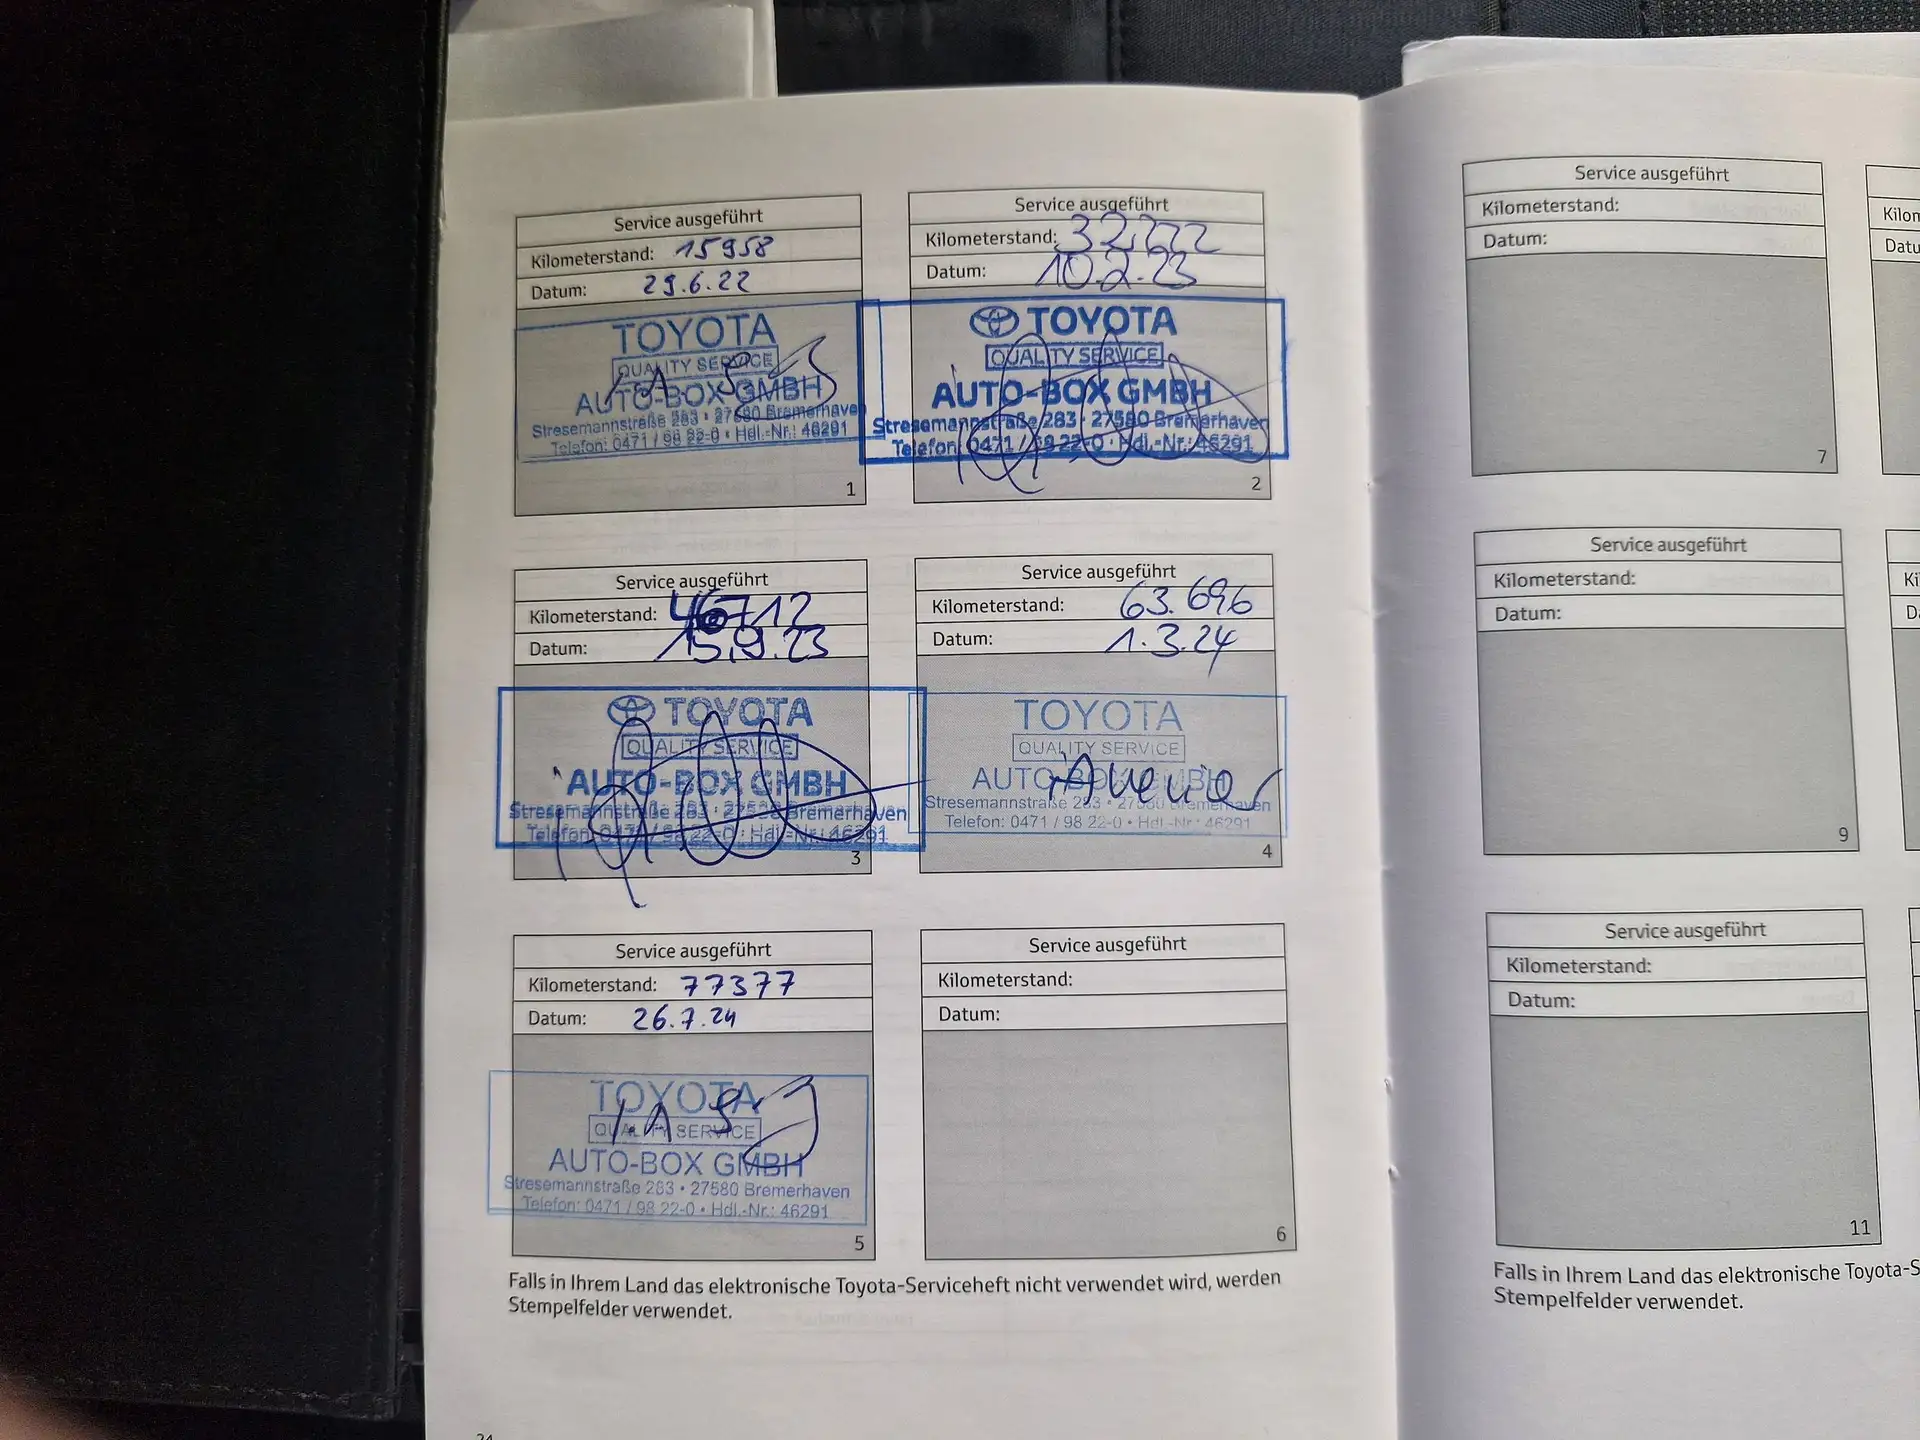 Service ausgeführt
Kilometerstand: 15958
Datum: 29.6.22
TOYOTA
QUALITY SERVICE
AUTO-BOX GMBH
Stresemannstraße 283 • 27580 Bremerhaven
Telefon: 0471 / 98 22-0 • Hdl.-Nr.: 46291
1
Service ausgeführt
Kilometerstand: 32.222
Datum: 10.2.23
TOYOTA
QUALITY SERVICE
AUTO-BOX GMBH
Stresemannstraße 283 · 27580 Bremerhaven
Telefon: 0471 / 98 22-0 · Hdl.-Nr.: 46291
2
Service ausgeführt
Kilometerstand: 46712
Datum: 15.9.23
TOYOTA
QUALITY SERVICE
AUTO-BOX GMBH
Stresemannstraße 283 · 27580 Bremerhaven
Telefon: 0471 / 98 22-0 · Hdl.-Nr.: 46291
3
Service ausgeführt
Kilometerstand: 63.696
Datum: 1.3.24
TOYOTA
QUALITY SERVICE
AUTO-BOX GMBH
Stresemannstraße 283 • 27580 Bremerhaven
Telefon: 0471 / 98 22-0 • Hdl.-Nr.: 46291
4
Service ausgeführt
Kilometerstand: 77377
Datum: 26.7.24
TOYOTA
QUALITY SERVICE
AUTO-BOX GMBH
Stresemannstraße 283 • 27580 Bremerhaven
Telefon: 0471 / 98 22-0 • Hdl.-Nr.: 46291
5
Service ausgeführt
Kilometerstand:
Datum:
6
Falls in Ihrem Land das elektronische Toyota-Serviceheft nicht verwendet wird, werden
Stempelfelder verwendet.
Service ausgeführt
Kilometerstand:
Datum:
7
Service ausgeführt
Kilometerstand:
Datum:
9
Service ausgeführt
Kilometerstand:
Datum:
11
Falls in Ihrem Land das elektronische Toyota-S
Stempelfelder verwendet.
Kilon
Datu
Ki
D